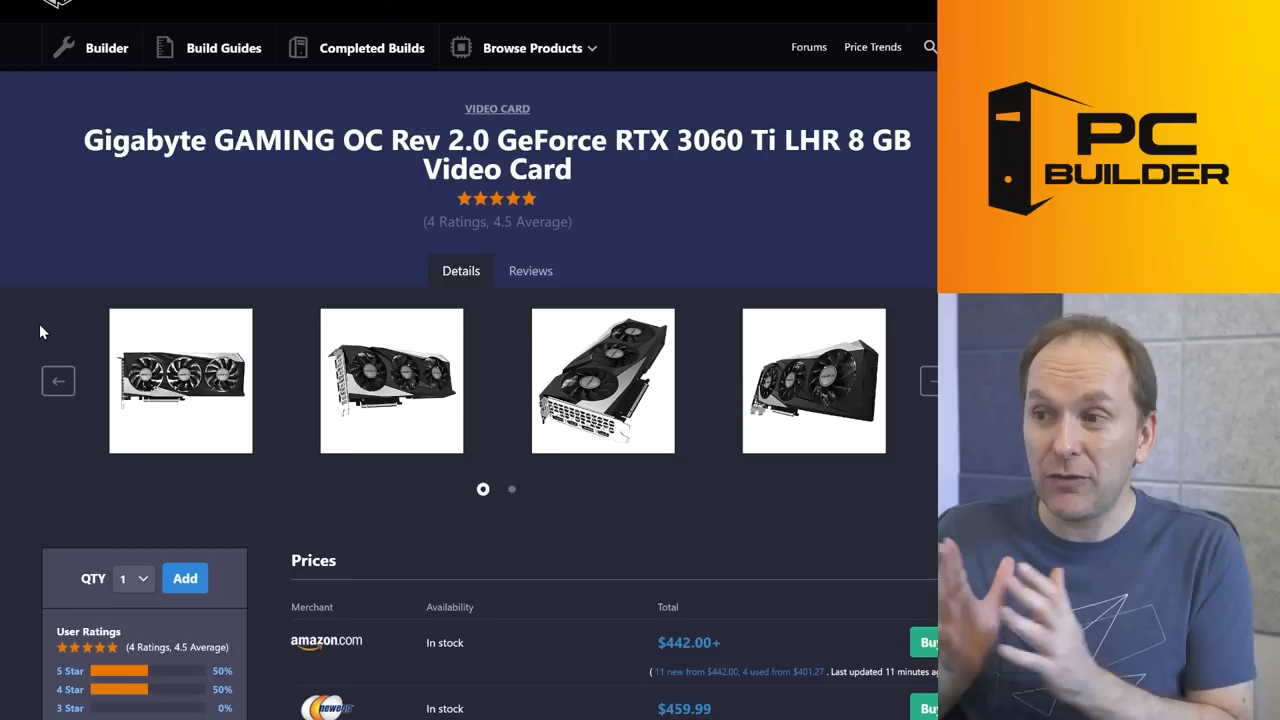 Builder
Build Guides
Completed Builds
Browse Products
Forums
Price Trends
VIDEO CARD
Gigabyte GAMING OC Rev 2.0 GeForce RTX 3060 Ti LHR 8 GB
Video Card
(4 Ratings, 4.5 Average)
Details
Reviews
PC
BUILDER
QTY 1 Add
User Ratings
(4 Ratings, 4.5 Average)
5 Star 50%
4 Star 50%
3 Star 0%
Prices
Merchant Availability Total
amazon.com In stock $442.00+ Buy
( 11 new from $442.00, 4 used from $401.27 . Last updated 11 minutes
newegg In stock $459.99 Buy